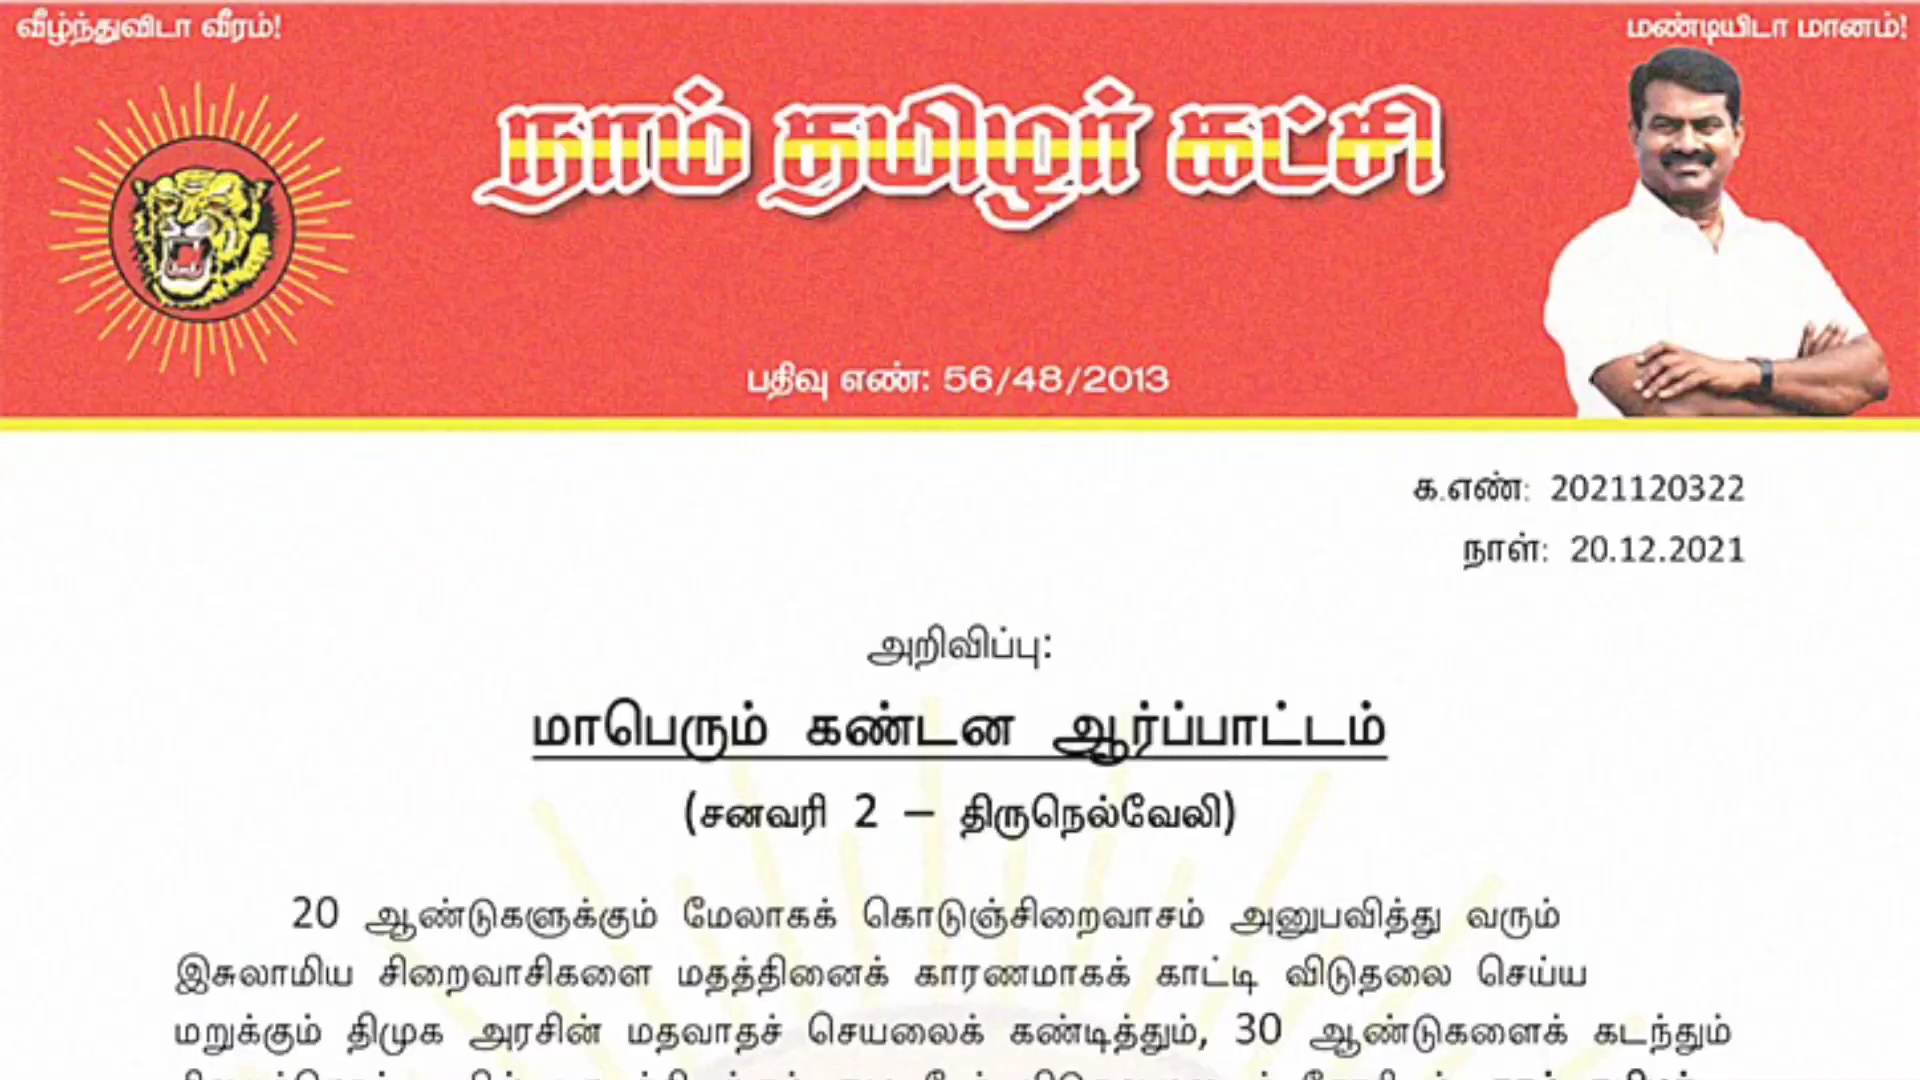 வீழ்ந்துவிடா வீரம்!
மண்டியிடா மானம்!
நாம் தமிழர் கட்சி
பதிவு எண்: 56/48/2013
க.எண்: 2021120322
நாள்: 20.12.2021
அறிவிப்பு:
மாபெரும் கண்டன ஆர்ப்பாட்டம்
(சனவரி 2 – திருநெல்வேலி)
20 ஆண்டுகளுக்கும் மேலாகக் கொடுஞ்சிறைவாசம் அனுபவித்து வரும்
இசுலாமிய சிறைவாசிகளை மதத்தினைக் காரணமாகக் காட்டி விடுதலை செய்ய
மறுக்கும் திமுக அரசின் மதவாதச் செயலைக் கண்டித்தும், 30 ஆண்டுகளைக் கடந்தும்